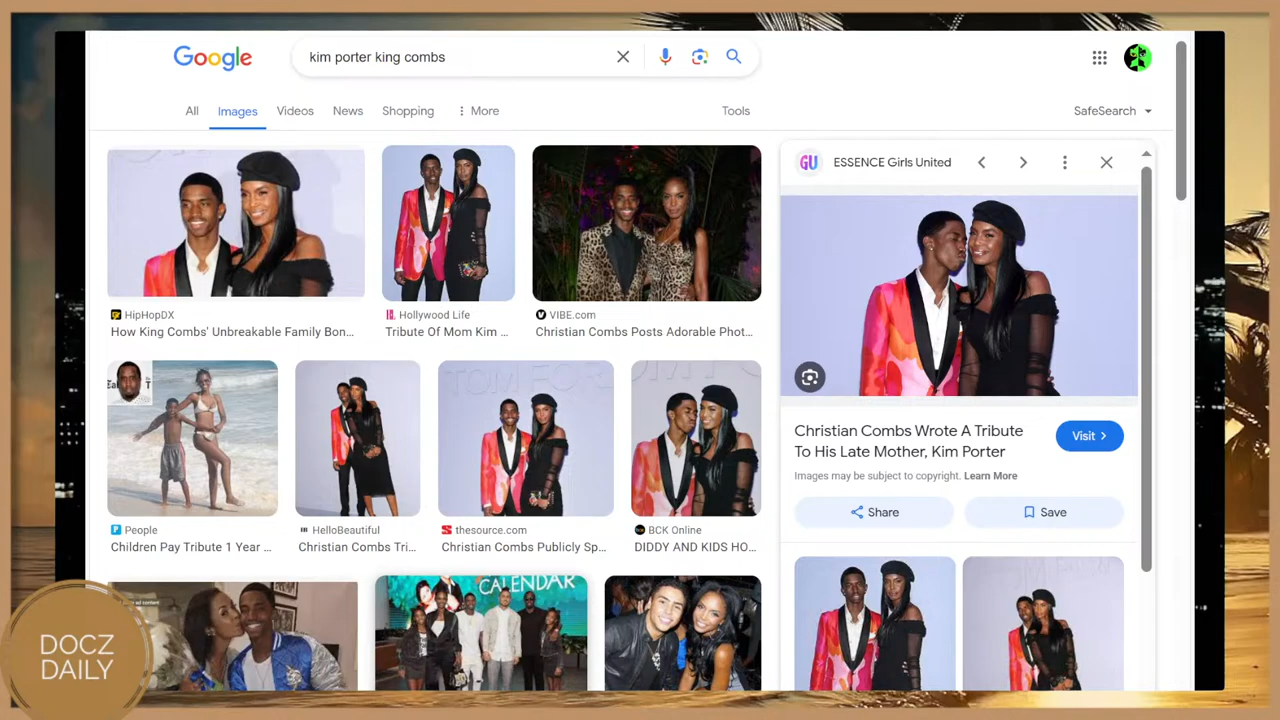 Google
kim porter king combs
All
Images
Videos
News
Shopping
More
Tools
SafeSearch
HipHopDX
How King Combs' Unbreakable Family Bon...
Hollywood Life
Tribute Of Mom Kim ...
VIBE.com
Christian Combs Posts Adorable Phot...
GU
ESSENCE Girls United
Christian Combs Wrote A Tribute
To His Late Mother, Kim Porter
Visit
Images may be subject to copyright. Learn More
Share
Save
TOM FOR
People
Children Pay Tribute 1 Year ...
HelloBeautiful
Christian Combs Tri...
thesource.com
Christian Combs Publicly Sp...
BCK Online
DIDDY AND KIDS HO...
CALENDAR
DOCZ
DAILY